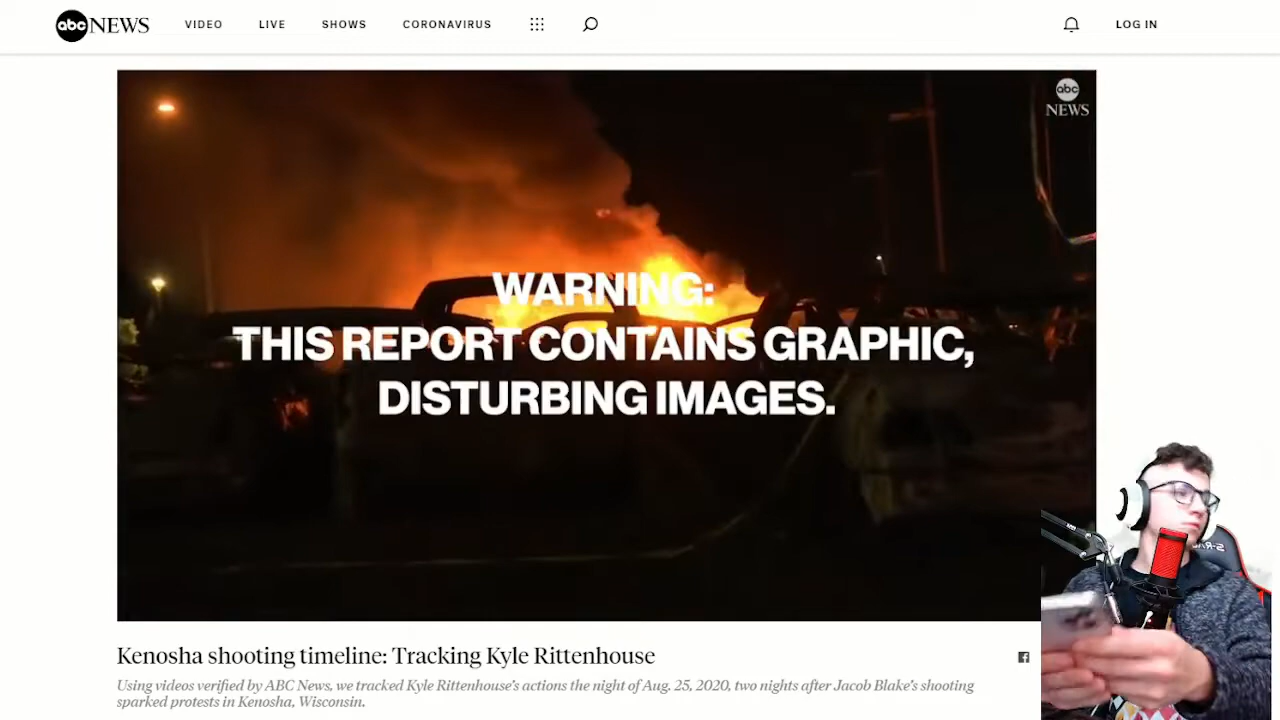 abc NEWS VIDEO LIVE SHOWS CORONAVIRUS LOG IN
abc
NEWS
WARNING:
THIS REPORT CONTAINS GRAPHIC,
DISTURBING IMAGES.
Kenosha shooting timeline: Tracking Kyle Rittenhouse
Using videos verified by ABC News, we tracked Kyle Rittenhouse's actions the night of Aug. 25, 2020, two nights after Jacob Blake's shooting
sparked protests in Kenosha, Wisconsin.